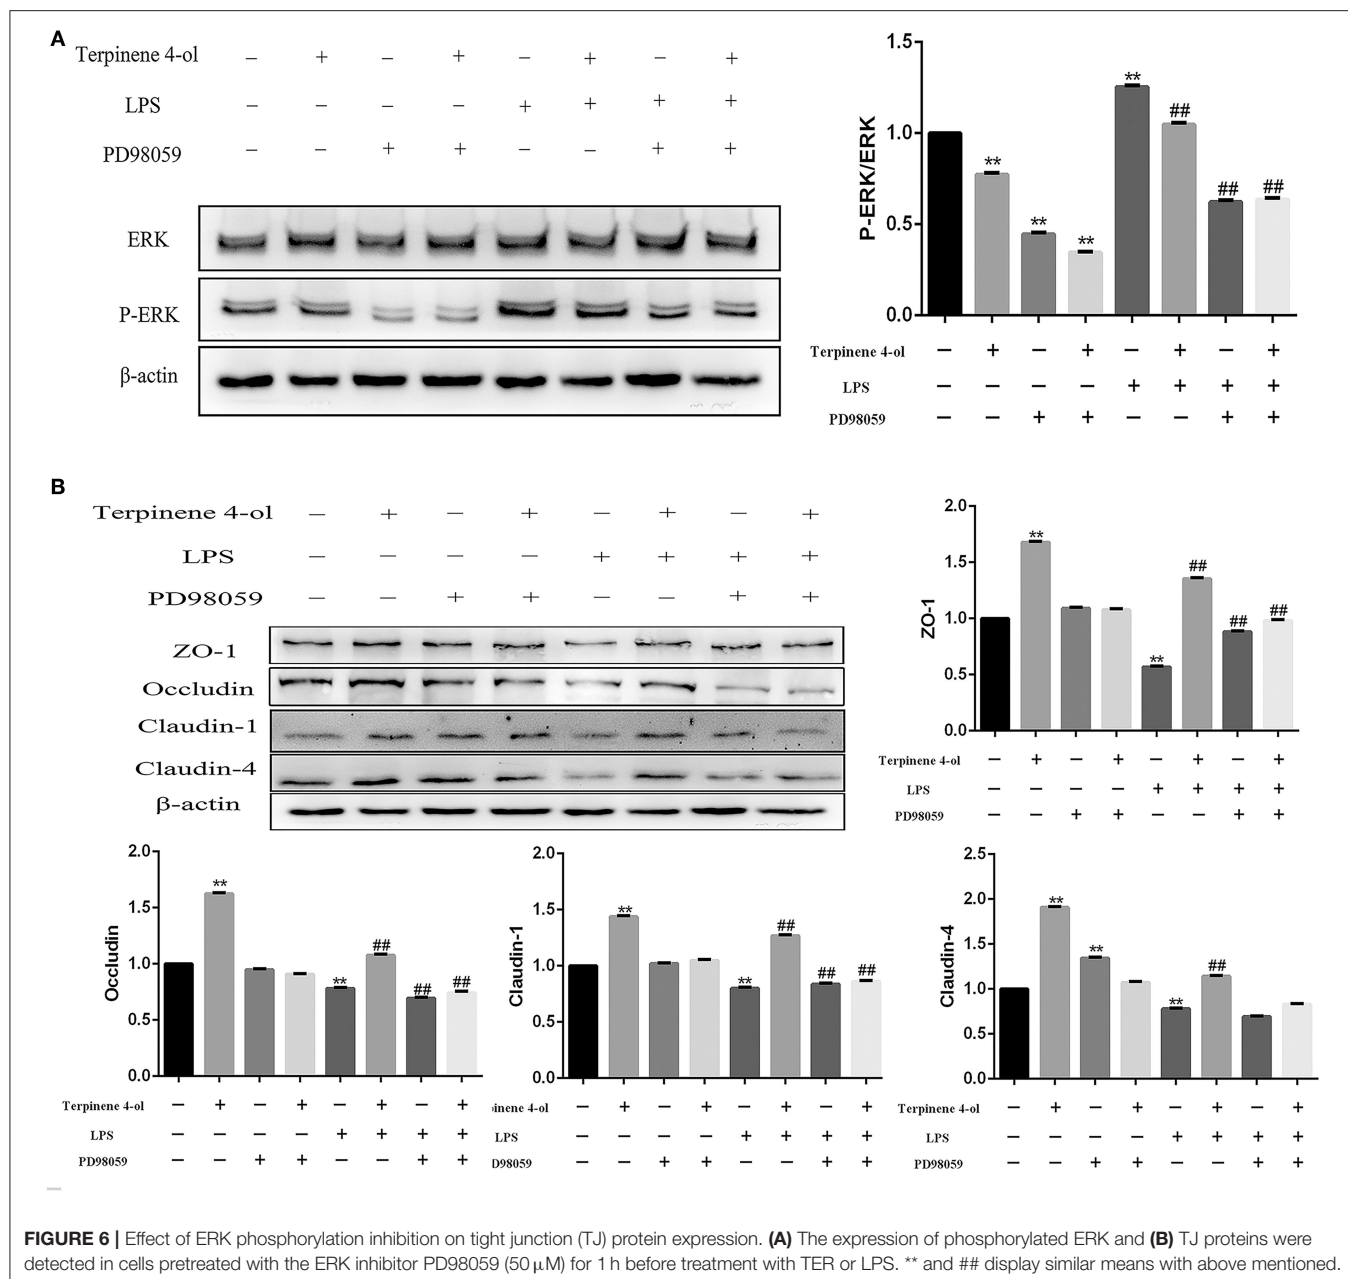 A
Terpinene 4-ol − + − + − + − +
LPS − − − − + + + +
PD98059 − − + + − − + +
ERK
P-ERK
β-actin
P-ERK/ERK
1.5
1.0
0.5
0.0
** ** ** ** ## ## ##
Terpinene 4-ol − + − + − + − +
LPS − − − − + + + +
PD98059 − − + + − − + +
B
Terpinene 4-ol − + − + − + − +
LPS − − − − + + + +
PD98059 − − + + − − + +
ZO-1
Occludin
Claudin-1
Claudin-4
β-actin
ZO-1
2.0
1.5
1.0
0.5
0.0
** ** ## ## ##
Terpinene 4-ol − + − + − + − +
LPS − − − − + + + +
PD98059 − − + + − − + +
Occludin
2.0
1.5
1.0
0.5
0.0
** ** ## ## ##
Terpinene 4-ol − + − + − + − +
LPS − − − − + + + +
PD98059 − − + + − − + +
Claudin-1
2.0
1.5
1.0
0.5
0.0
** ** ## ## ##
pinene 4-ol − + − + − + − +
LPS − − − − + + + +
D98059 − − + + − − + +
Claudin-4
2.5
2.0
1.5
1.0
0.5
0.0
** ** ** ##
Terpinene 4-ol − + − + − + − +
LPS − − − − + + + +
PD98059 − − + + − − + +
FIGURE 6 | Effect of ERK phosphorylation inhibition on tight junction (TJ) protein expression. (A) The expression of phosphorylated ERK and (B) TJ proteins were
detected in cells pretreated with the ERK inhibitor PD98059 (50 μM) for 1 h before treatment with TER or LPS. ** and ## display similar means with above mentioned.